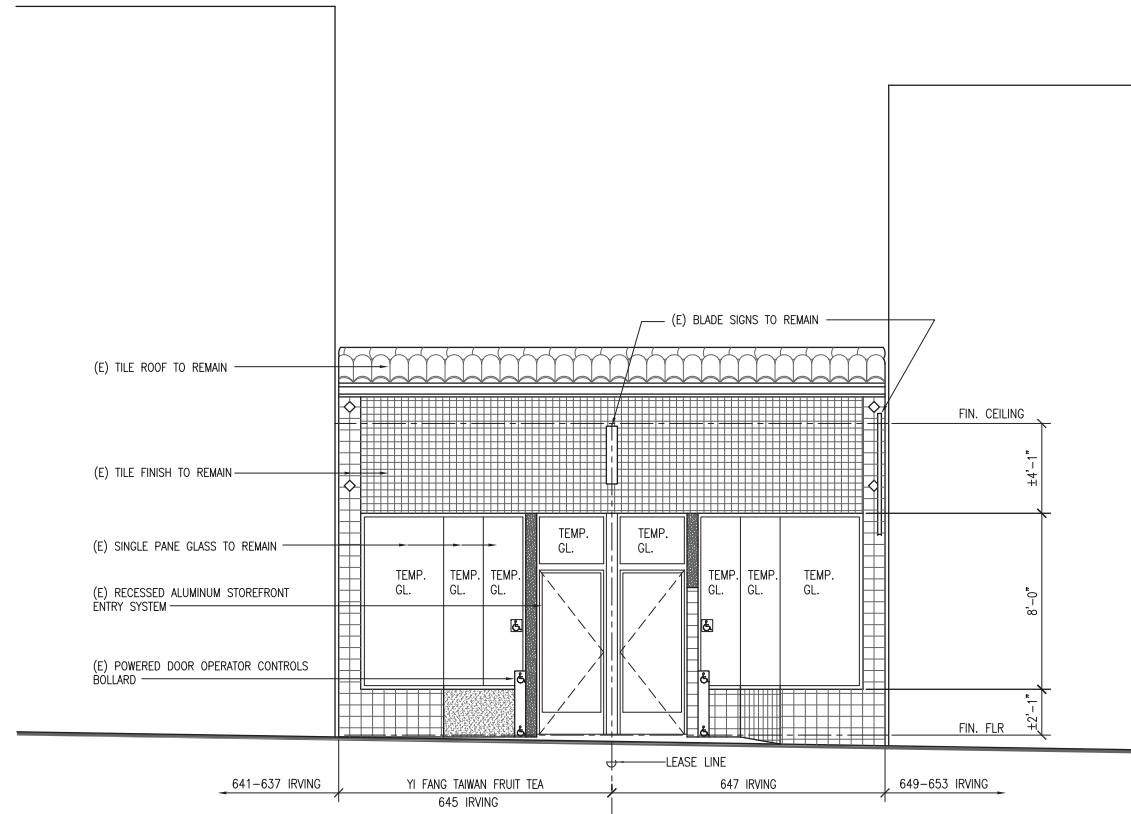 (E) BLADE SIGNS TO REMAIN
(E) TILE ROOF TO REMAIN
FIN. CEILING
±4'-1"
(E) TILE FINISH TO REMAIN
(E) SINGLE PANE GLASS TO REMAIN
TEMP.
GL.
TEMP.
GL.
TEMP.
GL.
TEMP.
GL.
TEMP.
GL.
TEMP.
GL.
TEMP.
GL.
TEMP.
GL.
8'-0"
(E) RECESSED ALUMINUM STOREFRONT
ENTRY SYSTEM
(E) POWERED DOOR OPERATOR CONTROLS
BOLLARD
±2'-1"
FIN. FLR
LEASE LINE
641-637 IRVING
YI FANG TAIWAN FRUIT TEA
645 IRVING
647 IRVING
649-653 IRVING